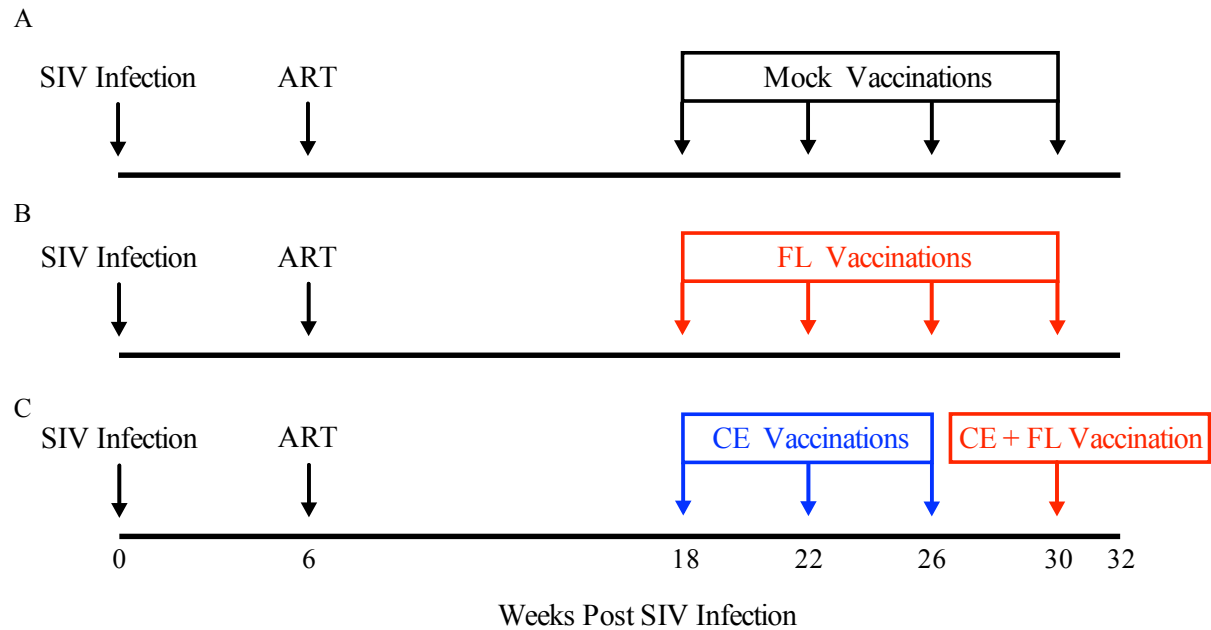 A
SIV Infection ART Mock Vaccinations
B
SIV Infection ART FL Vaccinations
C
SIV Infection ART CE Vaccinations CE + FL Vaccination
0 6 18 22 26 30 32
Weeks Post SIV Infection